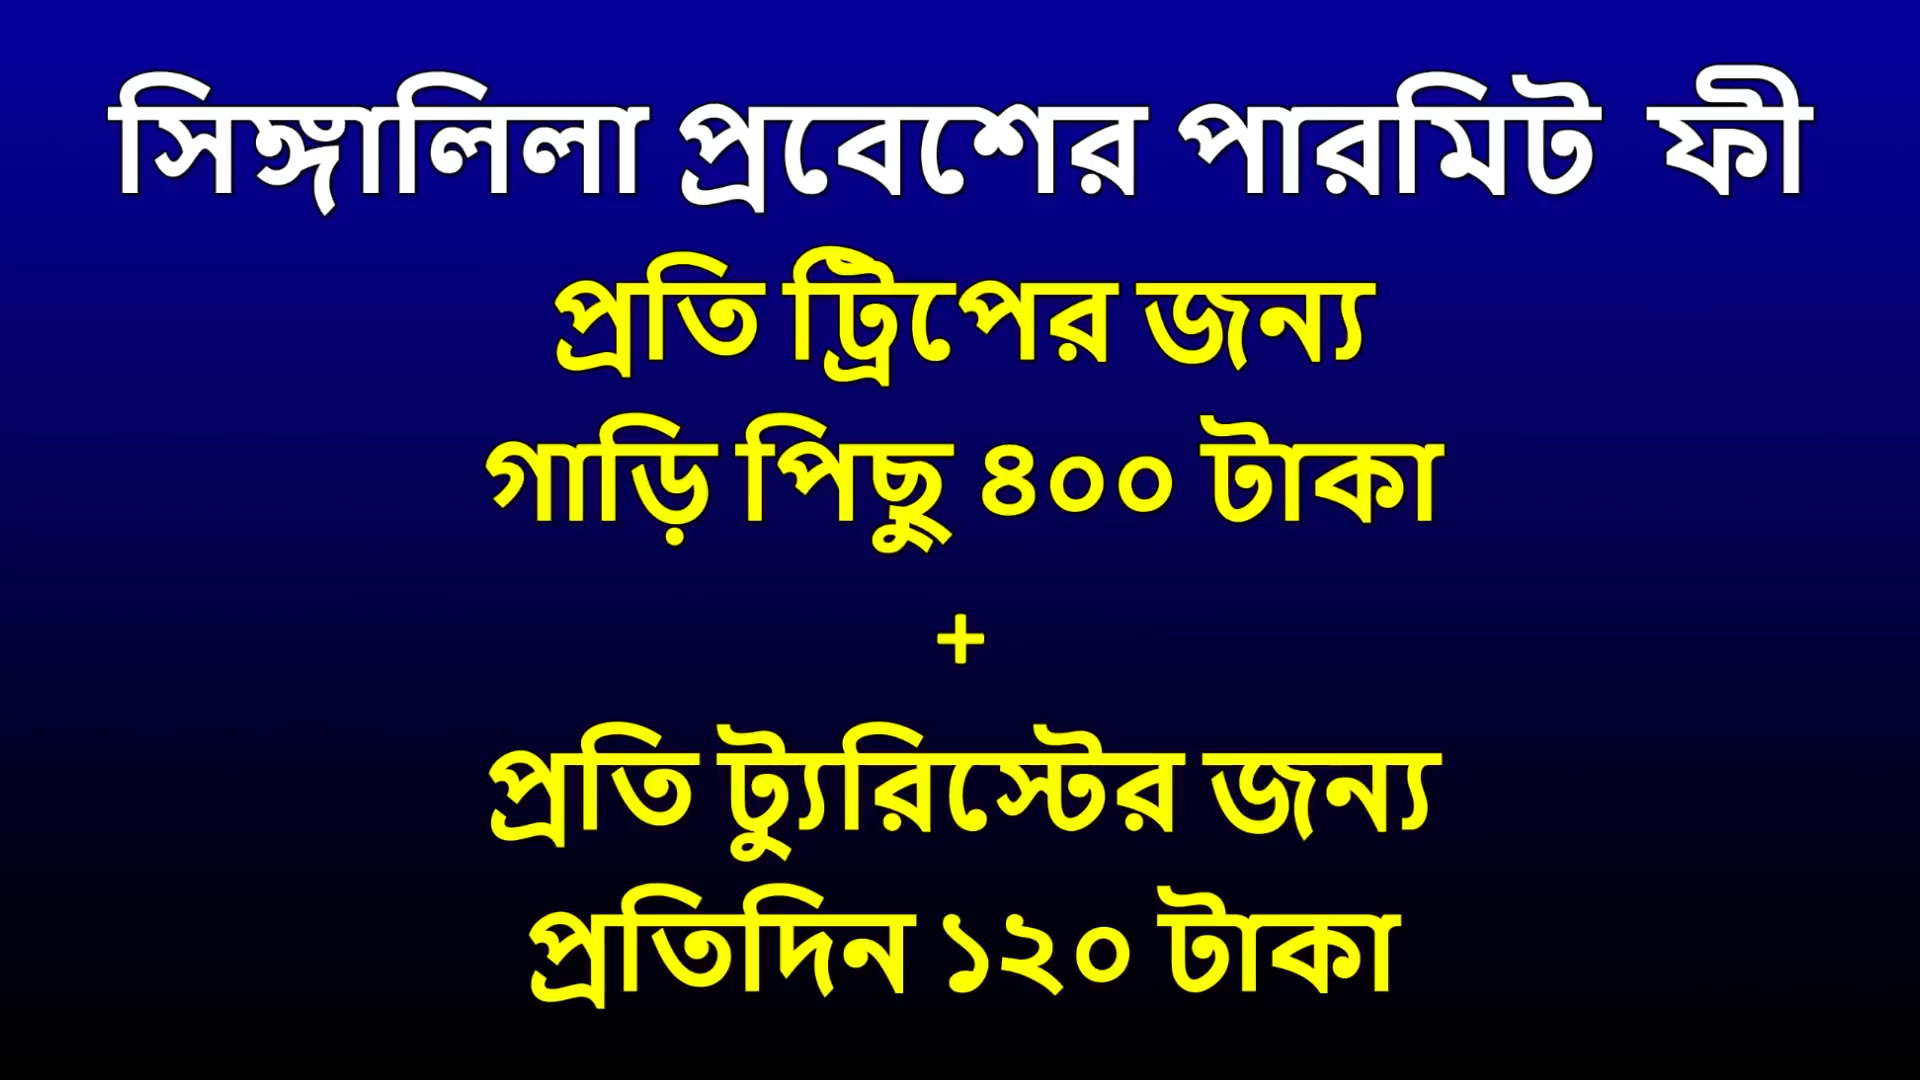 সিঙ্গালিলা প্রবেশের পারমিট ফী
প্রতি ট্রিপের জন্য
গাড়ি পিছু ৪০০ টাকা
+
প্রতি ট্যুরিস্টের জন্য
প্রতিদিন ১২০ টাকা